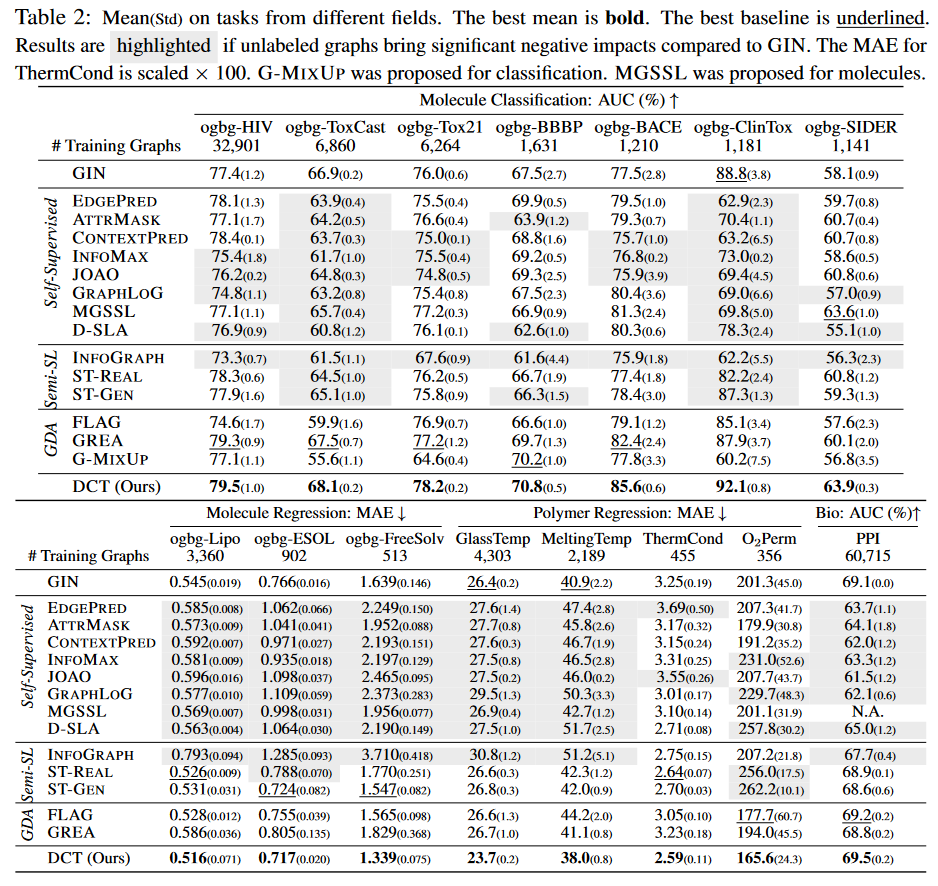 Table 2: Mean(Std) on tasks from different fields. The best mean is bold. The best baseline is underlined.
Results are highlighted if unlabeled graphs bring significant negative impacts compared to GIN. The MAE for
ThermCond is scaled × 100. G-MIXUP was proposed for classification. MGSSL was proposed for molecules.
Molecule Classification: AUC (%) ↑
ogbg-HIV ogbg-ToxCast ogbg-Tox21 ogbg-BBBP ogbg-BACE ogbg-ClinTox ogbg-SIDER
# Training Graphs 32,901 6,860 6,264 1,631 1,210 1,181 1,141
GIN 77.4(1.2) 66.9(0.2) 76.0(0.6) 67.5(2.7) 77.5(2.8) 88.8(3.8) 58.1(0.9)
Self-Supervised
EDGEPRED 78.1(1.3) 63.9(0.4) 75.5(0.4) 69.9(0.5) 79.5(1.0) 62.9(2.3) 59.7(0.8)
ATTRMASK 77.1(1.7) 64.2(0.5) 76.6(0.4) 63.9(1.2) 79.3(0.7) 70.4(1.1) 60.7(0.4)
CONTEXTPRED 78.4(0.1) 63.7(0.3) 75.0(0.1) 68.8(1.6) 75.7(1.0) 63.2(6.5) 60.7(0.8)
INFOMAX 75.4(1.8) 61.7(1.0) 75.5(0.4) 69.2(0.5) 76.8(0.2) 73.0(0.2) 58.6(0.5)
JOAO 76.2(0.2) 64.8(0.3) 74.8(0.5) 69.3(2.5) 75.9(3.9) 69.4(4.5) 60.8(0.6)
GRAPHLOG 74.8(1.1) 63.2(0.8) 75.4(0.8) 67.5(2.3) 80.4(3.6) 69.0(6.6) 57.0(0.9)
MGSSL 77.1(1.1) 65.7(0.4) 77.2(0.3) 66.9(0.9) 81.3(2.4) 69.8(5.0) 63.6(1.0)
D-SLA 76.9(0.9) 60.8(1.2) 76.1(0.1) 62.6(1.0) 80.3(0.6) 78.3(2.4) 55.1(1.0)
Semi-SL
INFOGRAPH 73.3(0.7) 61.5(1.1) 67.6(0.9) 61.6(4.4) 75.9(1.8) 62.2(5.5) 56.3(2.3)
ST-REAL 78.3(0.6) 64.5(1.0) 76.2(0.5) 66.7(1.9) 77.4(1.8) 82.2(2.4) 60.8(1.2)
ST-GEN 77.9(1.6) 65.1(1.0) 75.8(0.9) 66.3(1.5) 78.4(3.0) 87.3(1.3) 59.3(1.3)
GDA
FLAG 74.6(1.7) 59.9(1.6) 76.9(0.7) 66.6(1.0) 79.1(1.2) 85.1(3.4) 57.6(2.3)
GREA 79.3(0.9) 67.5(0.7) 77.2(1.2) 69.7(1.3) 82.4(2.4) 87.9(3.7) 60.1(2.0)
G-MIXUP 77.1(1.1) 55.6(1.1) 64.6(0.4) 70.2(1.0) 77.8(3.3) 60.2(7.5) 56.8(3.5)
DCT (Ours) 79.5(1.0) 68.1(0.2) 78.2(0.2) 70.8(0.5) 85.6(0.6) 92.1(0.8) 63.9(0.3)
Molecule Regression: MAE ↓ Polymer Regression: MAE ↓ Bio: AUC (%)↑
ogbg-Lipo ogbg-ESOL ogbg-FreeSolv GlassTemp MeltingTemp ThermCond O₂Perm PPI
# Training Graphs 3,360 902 513 4,303 2,189 455 356 60,715
GIN 0.545(0.019) 0.766(0.016) 1.639(0.146) 26.4(0.2) 40.9(2.2) 3.25(0.19) 201.3(45.0) 69.1(0.0)
Self-Supervised
EDGEPRED 0.585(0.008) 1.062(0.066) 2.249(0.150) 27.6(1.4) 47.4(2.8) 3.69(0.50) 207.3(41.7) 63.7(1.1)
ATTRMASK 0.573(0.009) 1.041(0.041) 1.952(0.088) 27.7(0.8) 45.8(2.6) 3.17(0.32) 179.9(30.8) 64.1(1.8)
CONTEXTPRED 0.592(0.007) 0.971(0.027) 2.193(0.151) 27.6(0.3) 46.7(1.9) 3.15(0.24) 191.2(35.2) 62.0(1.2)
INFOMAX 0.581(0.009) 0.935(0.018) 2.197(0.129) 27.5(0.8) 46.5(2.8) 3.31(0.25) 231.0(52.6) 63.3(1.2)
JOAO 0.596(0.016) 1.098(0.037) 2.465(0.095) 27.5(0.2) 46.0(0.2) 3.55(0.26) 207.7(43.7) 61.5(1.2)
GRAPHLOG 0.577(0.010) 1.109(0.059) 2.373(0.283) 29.5(1.3) 50.3(3.3) 3.01(0.17) 229.7(48.3) 62.1(0.6)
MGSSL 0.569(0.007) 0.998(0.031) 1.956(0.077) 26.9(0.4) 42.7(1.2) 3.10(0.14) 201.1(31.9) N.A.
D-SLA 0.563(0.004) 1.064(0.030) 2.190(0.149) 27.5(1.0) 51.7(2.5) 2.71(0.08) 257.8(30.2) 65.0(1.2)
Semi-SL
INFOGRAPH 0.793(0.094) 1.285(0.093) 3.710(0.418) 30.8(1.2) 51.2(5.1) 2.75(0.15) 207.2(21.8) 67.7(0.4)
ST-REAL 0.526(0.009) 0.788(0.070) 1.770(0.251) 26.6(0.3) 42.3(1.2) 2.64(0.07) 256.0(17.5) 68.9(0.1)
ST-GEN 0.531(0.031) 0.724(0.082) 1.547(0.082) 26.8(0.3) 42.0(0.9) 2.70(0.03) 262.2(10.1) 68.6(0.6)
GDA
FLAG 0.528(0.012) 0.755(0.039) 1.565(0.098) 26.6(1.3) 44.2(2.0) 3.05(0.10) 177.7(60.7) 69.2(0.2)
GREA 0.586(0.036) 0.805(0.135) 1.829(0.368) 26.7(1.0) 41.1(0.8) 3.23(0.18) 194.0(45.5) 68.8(0.2)
DCT (Ours) 0.516(0.071) 0.717(0.020) 1.339(0.075) 23.7(0.2) 38.0(0.8) 2.59(0.11) 165.6(24.3) 69.5(0.2)